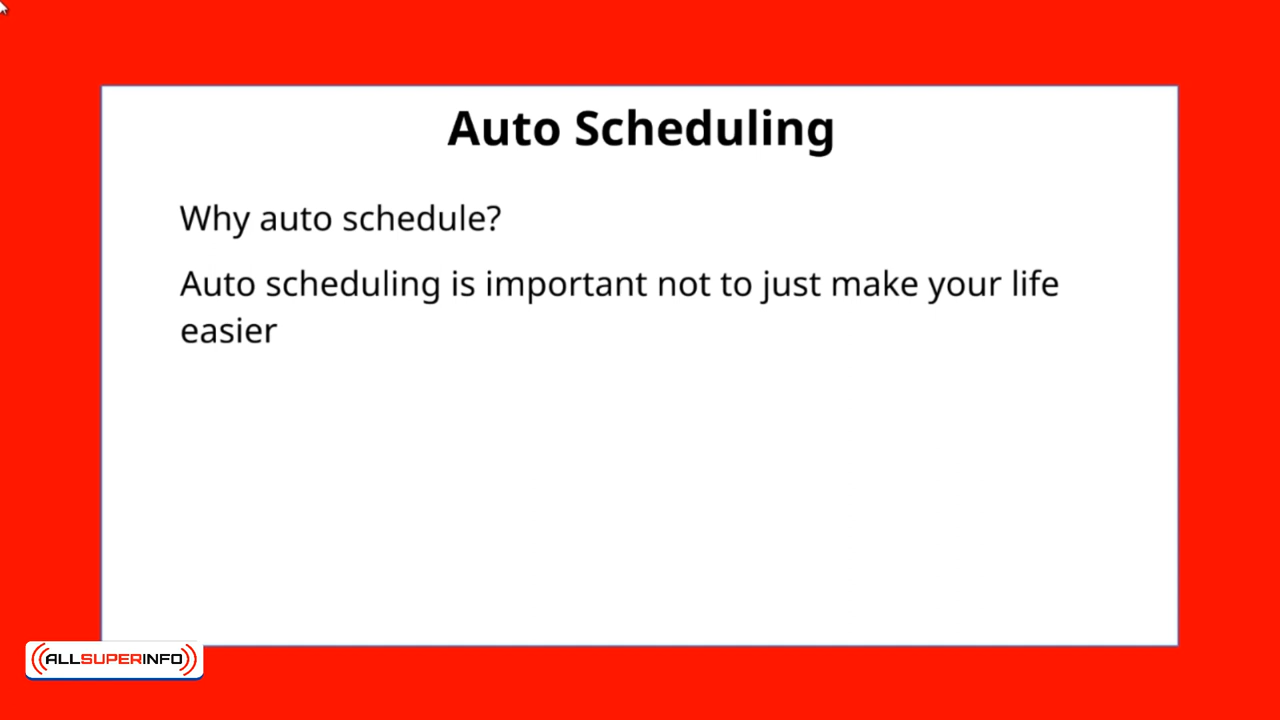 Auto Scheduling
Why auto schedule?
Auto scheduling is important not to just make your life
easier
ALLSUPERINFO